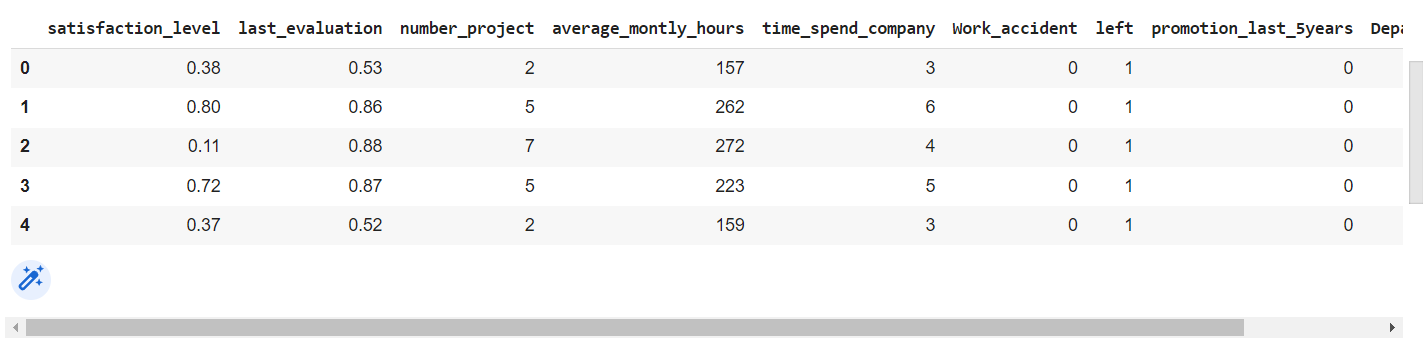 satisfaction_level last_evaluation number_project average_montly_hours time_spend_company Work_accident left promotion_last_5years Depa
0 0.38 0.53 2 157 3 0 1 0
1 0.80 0.86 5 262 6 0 1 0
2 0.11 0.88 7 272 4 0 1 0
3 0.72 0.87 5 223 5 0 1 0
4 0.37 0.52 2 159 3 0 1 0